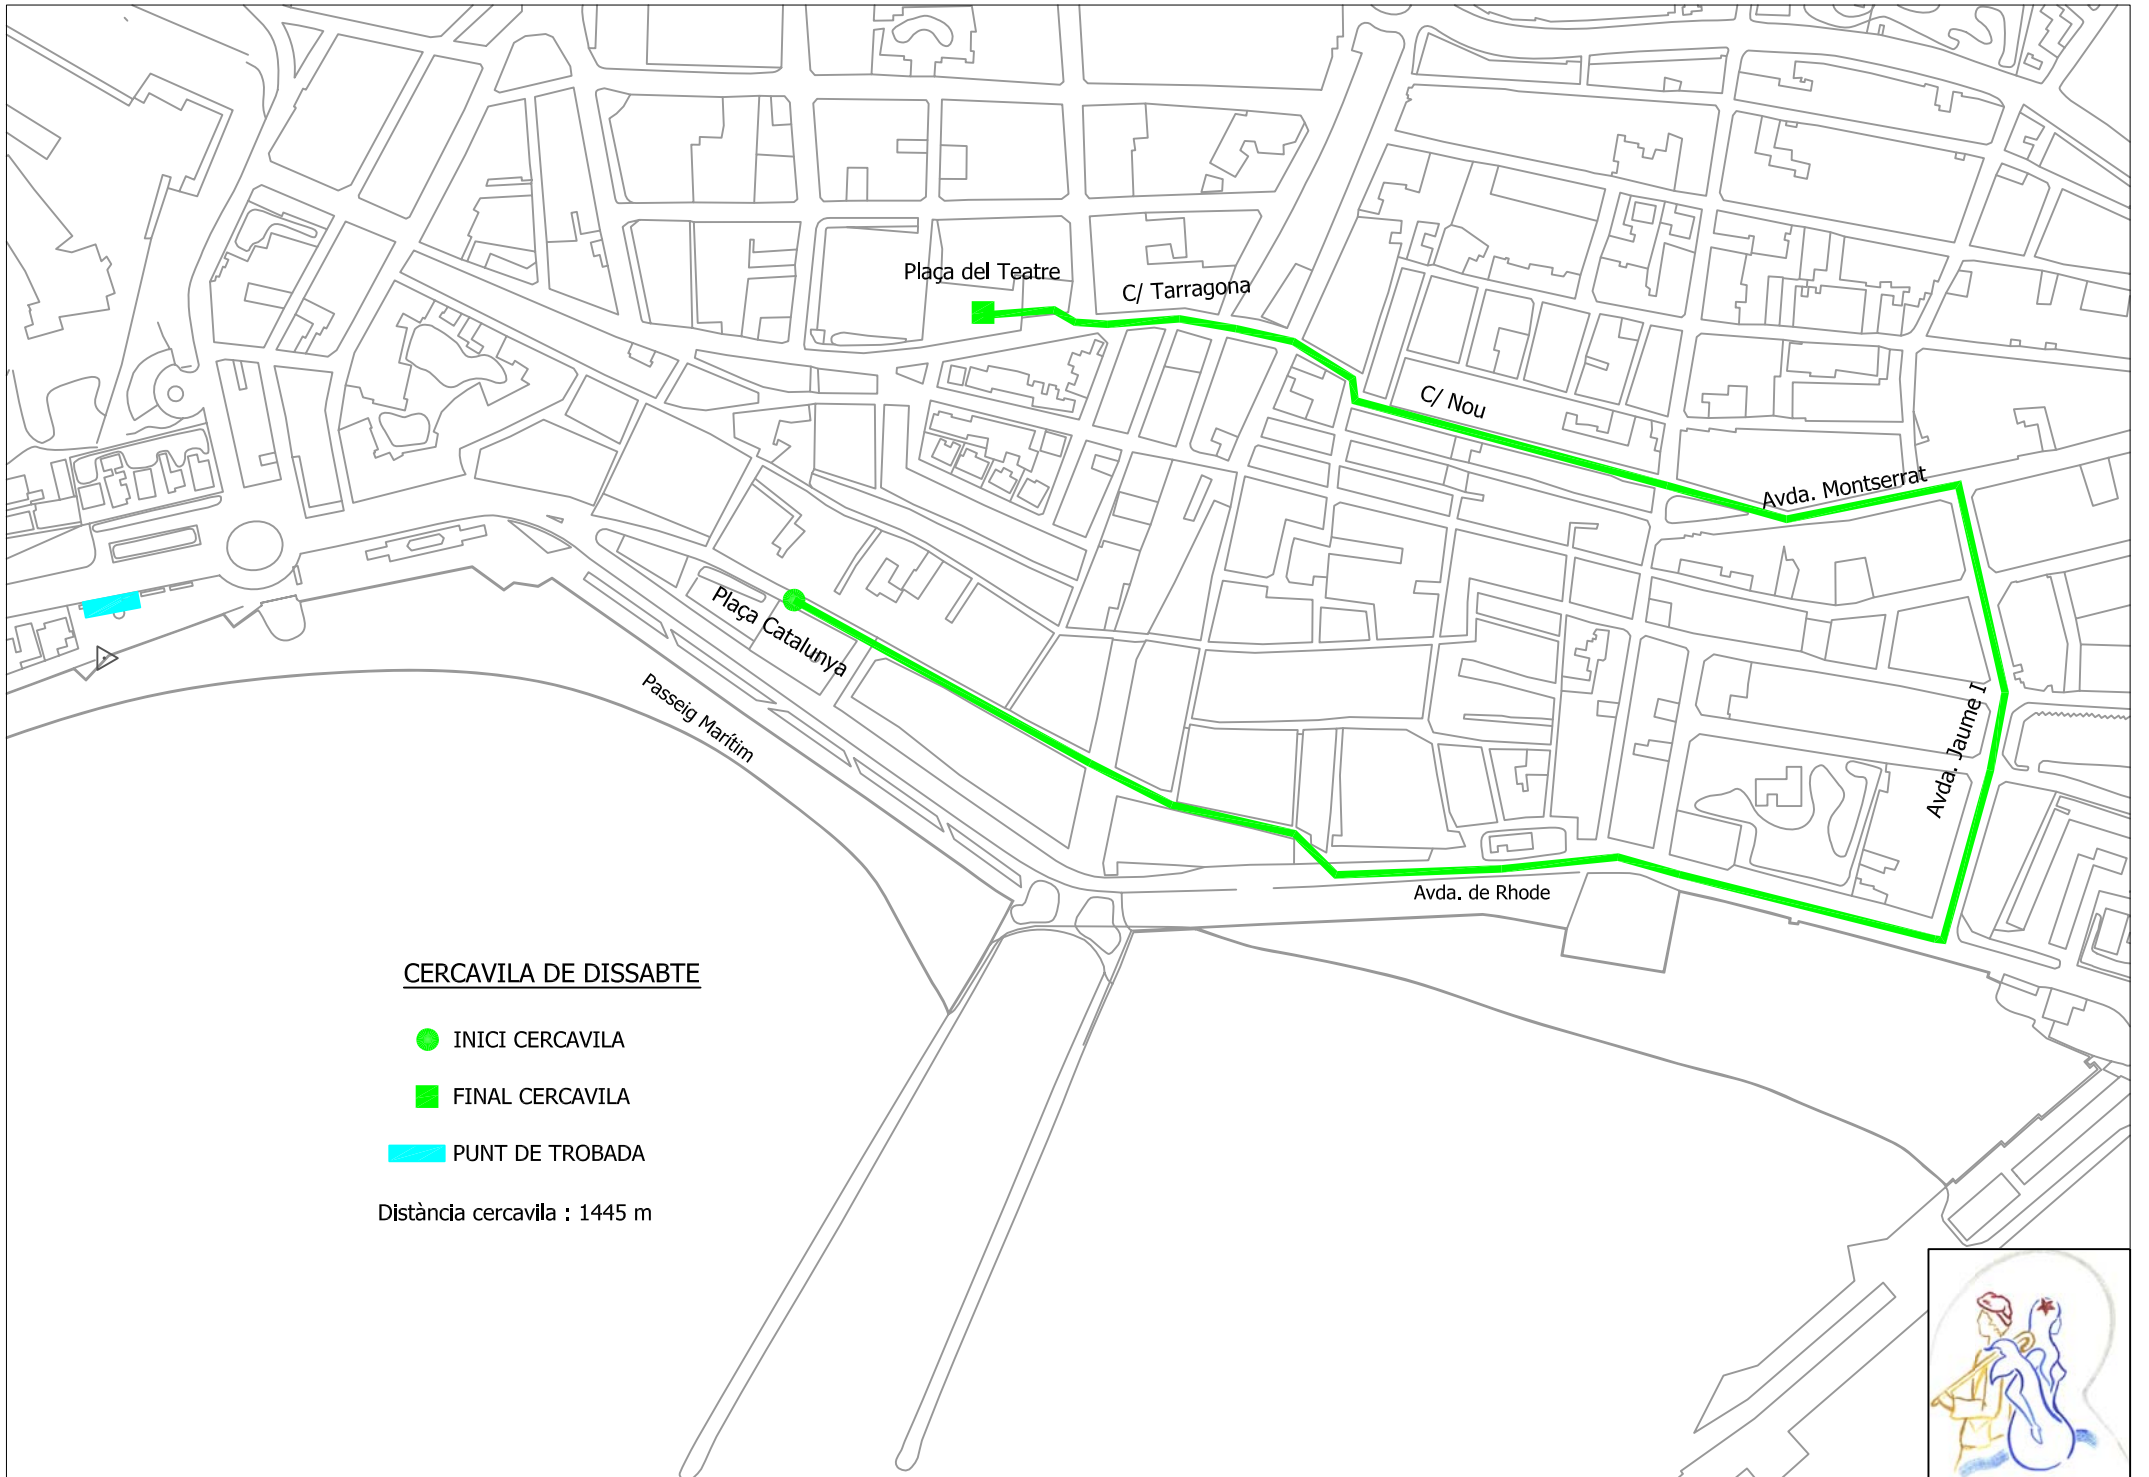 Plaça del Teatre
C/ Tarragona
C/ Nou
Avda. Montserrat
Plaça Catalunya
Passeig Marítim
Avda. Jaume I
Avda. de Rhode
CERCAVILA DE DISSABTE
INICI CERCAVILA
FINAL CERCAVILA
PUNT DE TROBADA
Distància cercavila : 1445 m